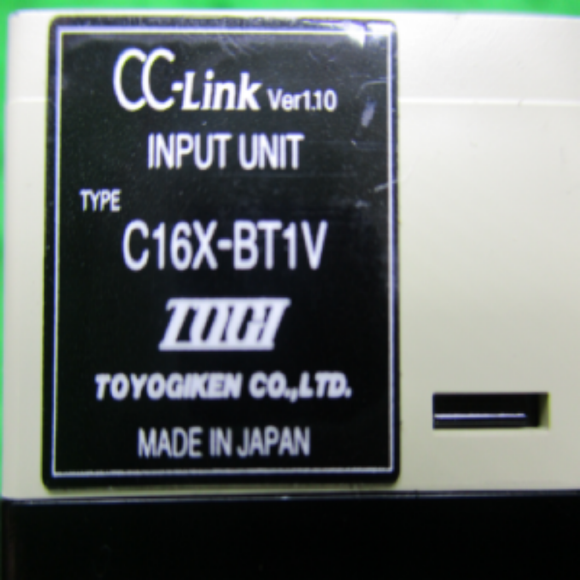 CC-Link Ver1.10
INPUT UNIT
TYPE
C16X-BT1V
TOGI
TOYOGIKEN CO.,LTD.
MADE IN JAPAN